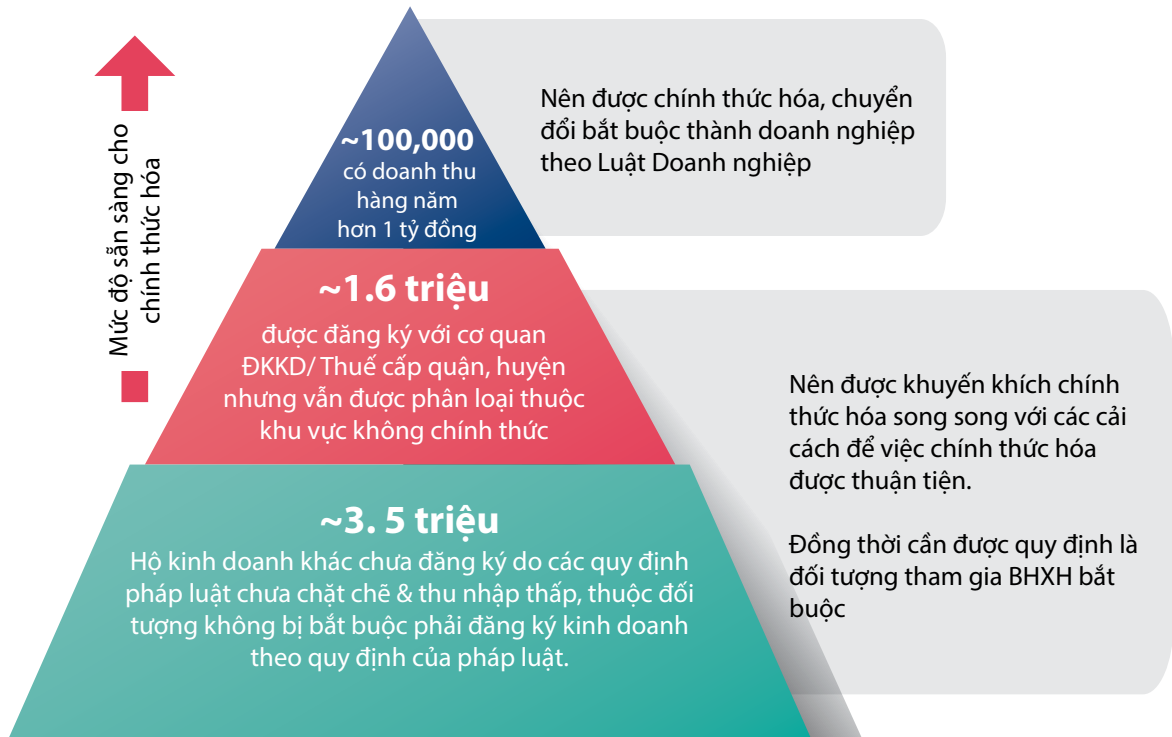 Mức độ sẵn sàng cho
chính thức hóa
~100,000
có doanh thu
hàng năm
hơn 1 tỷ đồng
Nên được chính thức hóa, chuyển
đổi bắt buộc thành doanh nghiệp
theo Luật Doanh nghiệp
~1.6 triệu
được đăng ký với cơ quan
ĐKKD/ Thuế cấp quận, huyện
nhưng vẫn được phân loại thuộc
khu vực không chính thức
~3. 5 triệu
Hộ kinh doanh khác chưa đăng ký do các quy định
pháp luật chưa chặt chẽ & thu nhập thấp, thuộc đối
tượng không bị bắt buộc phải đăng ký kinh doanh
theo quy định của pháp luật.
Nên được khuyến khích chính
thức hóa song song với các cải
cách để việc chính thức hóa
được thuận tiện.
Đồng thời cần được quy định là
đối tượng tham gia BHXH bắt
buộc